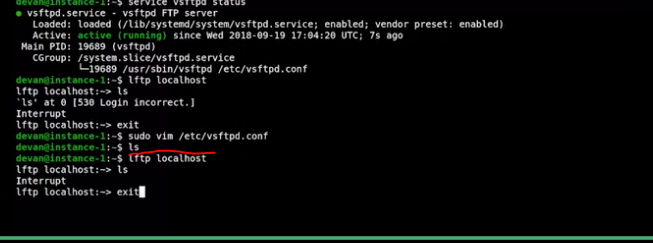 devan@instance-1:~$ service vsftpd status
● vsftpd.service - vsftpd FTP server
Loaded: loaded (/lib/systemd/system/vsftpd.service; enabled; vendor preset: enabled)
Active: active (running) since Wed 2018-09-19 17:04:20 UTC; 7s ago
Main PID: 19689 (vsftpd)
CGroup: /system.slice/vsftpd.service
└─19689 /usr/sbin/vsftpd /etc/vsftpd.conf
devan@instance-1:~$ lftp localhost
lftp localhost:~> ls
`ls' at 0 [530 Login incorrect.]
Interrupt
lftp localhost:~> exit
devan@instance-1:~$ sudo vim /etc/vsftpd.conf
devan@instance-1:~$ ls
devan@instance-1:~$ lftp localhost
lftp localhost:~> ls
Interrupt
lftp localhost:~> exit